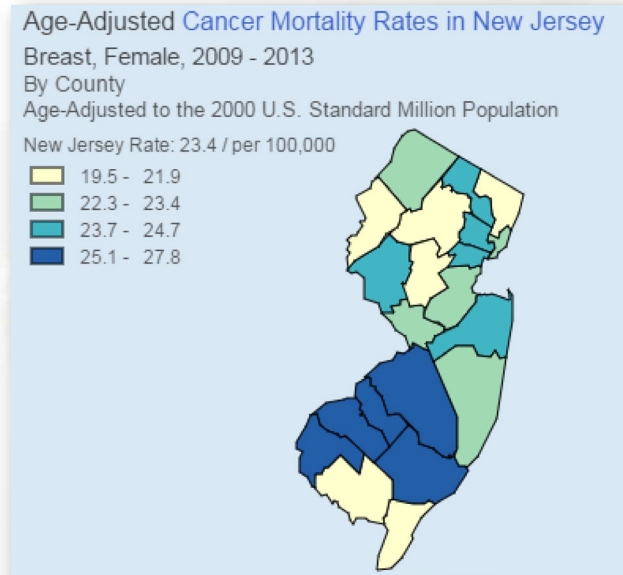 Age-Adjusted Cancer Mortality Rates in New Jersey
Breast, Female, 2009 - 2013
By County
Age-Adjusted to the 2000 U.S. Standard Million Population
New Jersey Rate: 23.4 / per 100,000
19.5 - 21.9
22.3 - 23.4
23.7 - 24.7
25.1 - 27.8